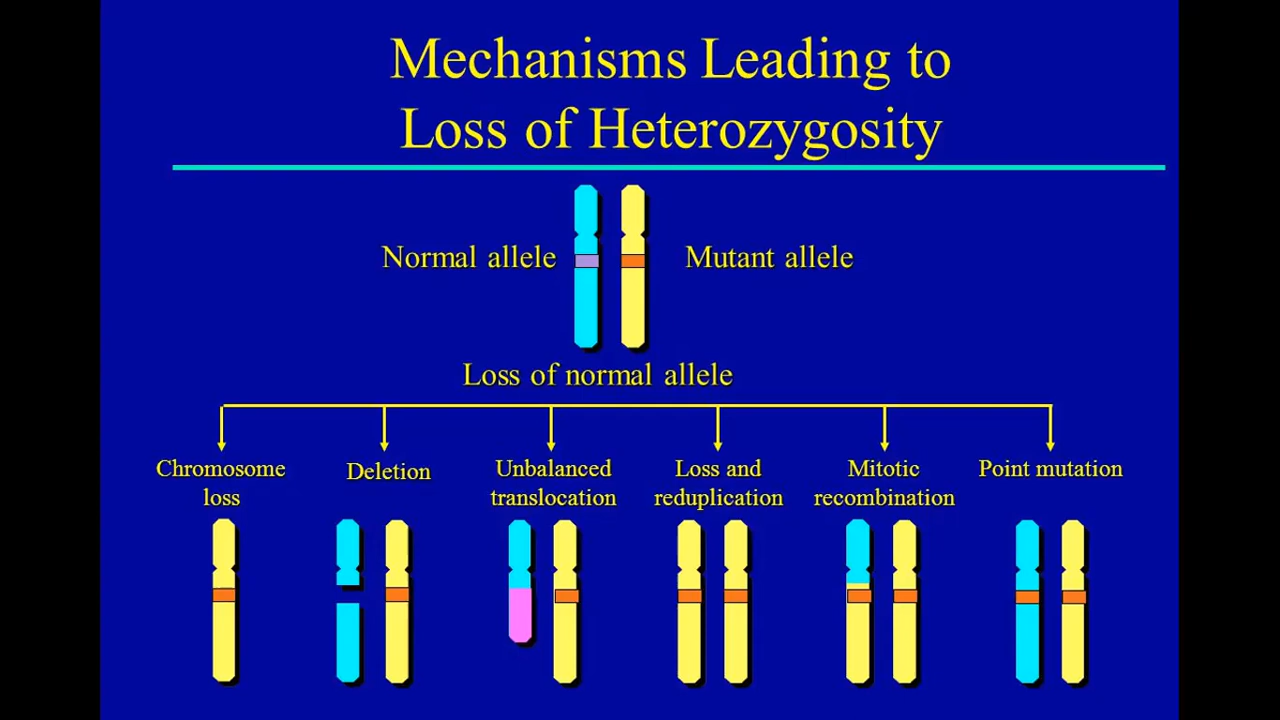 Mechanisms Leading to
Loss of Heterozygosity
Normal allele
Mutant allele
Loss of normal allele
Chromosome
loss
Deletion
Unbalanced
translocation
Loss and
reduplication
Mitotic
recombination
Point mutation